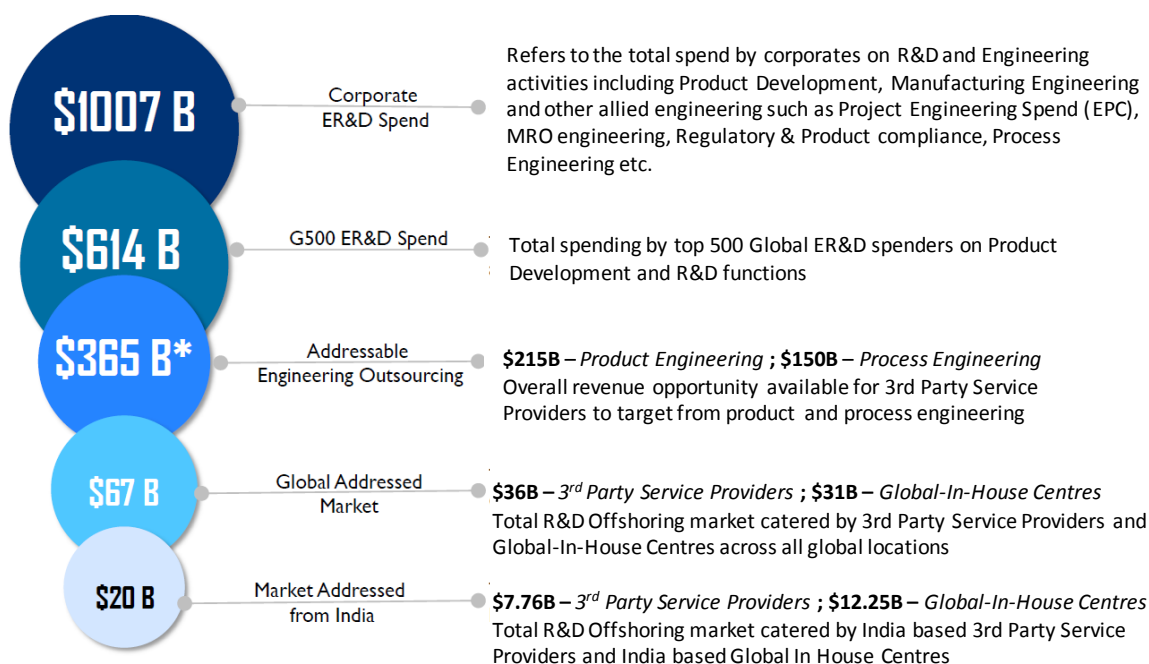 $1007 B
Corporate
ER&D Spend
Refers to the total spend by corporates on R&D and Engineering
activities including Product Development, Manufacturing Engineering
and other allied engineering such as Project Engineering Spend (EPC),
MRO engineering, Regulatory & Product compliance, Process
Engineering etc.
$614 B
G500 ER&D Spend
Total spending by top 500 Global ER&D spenders on Product
Development and R&D functions
$365 B*
Addressable
Engineering Outsourcing
$215B – Product Engineering ; $150B – Process Engineering
Overall revenue opportunity available for 3rd Party Service
Providers to target from product and process engineering
$67 B
Global Addressed
Market
$36B – 3rd Party Service Providers ; $31B – Global-In-House Centres
Total R&D Offshoring market catered by 3rd Party Service Providers and
Global-In-House Centres across all global locations
$20 B
Market Addressed
from India
$7.76B – 3rd Party Service Providers ; $12.25B – Global-In-House Centres
Total R&D Offshoring market catered by India based 3rd Party Service
Providers and India based Global In House Centres